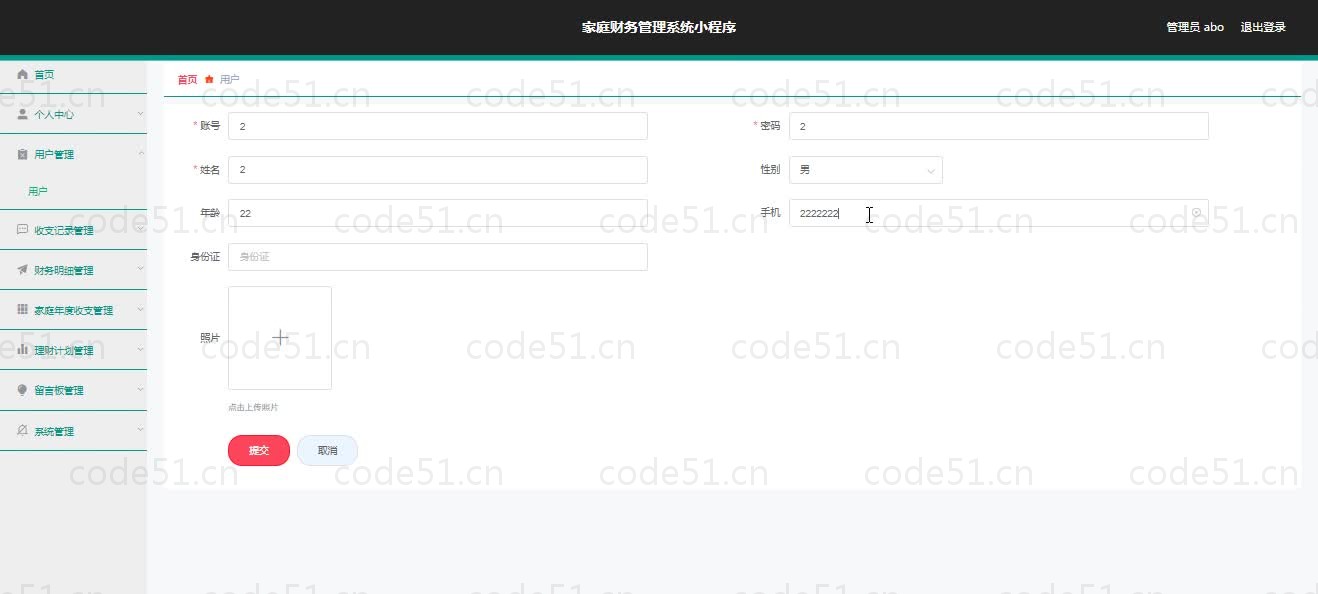 家庭财务管理系统小程序
管理员 abo 退出登录
首页
个人中心
用户管理
用户
收支记录管理
财务明细管理
家庭年度收支管理
理财计划管理
留言板管理
系统管理
首页 用户
* 账号 2
* 密码 2
* 姓名 2
性别 男
年龄 22
手机 2222222
身份证 身份证
照片
点击上传照片
提交 取消
code51.cn code51.cn code51.cn code51.cn code51.cn
code51.cn code51.cn code51.cn code51.cn code51.cn
code51.cn code51.cn code51.cn code51.cn
code51.cn code51.cn code51.cn code51.cn code51.cn